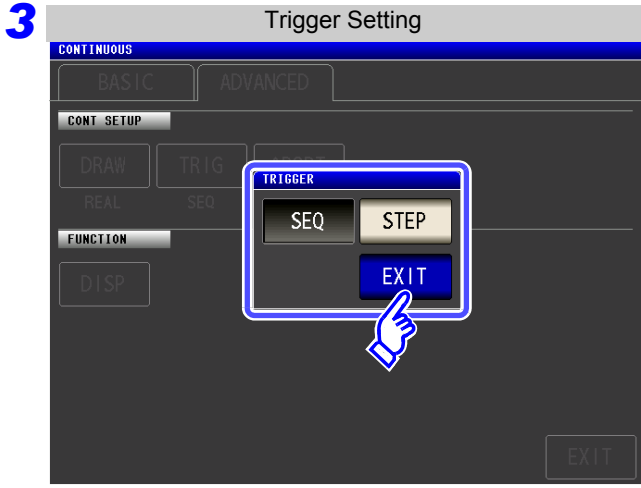 3 Trigger Setting
CONTINUOUS
BASIC ADVANCED
CONT SETUP
DRAW TRIG ABORT
REAL SEQ
TRIGGER
SEQ STEP
FUNCTION
DISP
EXIT
EXIT